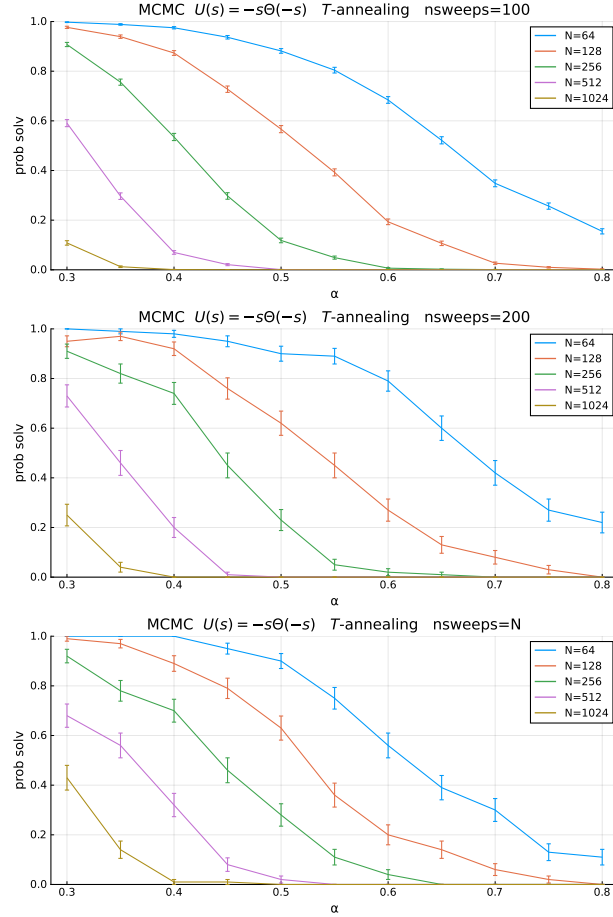 MCMC U(s) = −sΘ(−s) T-annealing nsweeps=100
prob solv
1.0
0.8
0.6
0.4
0.2
0.0
0.3 0.4 0.5 0.6 0.7 0.8
α
N=64
N=128
N=256
N=512
N=1024
MCMC U(s) = −sΘ(−s) T-annealing nsweeps=200
prob solv
1.0
0.8
0.6
0.4
0.2
0.0
0.3 0.4 0.5 0.6 0.7 0.8
α
N=64
N=128
N=256
N=512
N=1024
MCMC U(s) = −sΘ(−s) T-annealing nsweeps=N
prob solv
1.0
0.8
0.6
0.4
0.2
0.0
0.3 0.4 0.5 0.6 0.7 0.8
α
N=64
N=128
N=256
N=512
N=1024